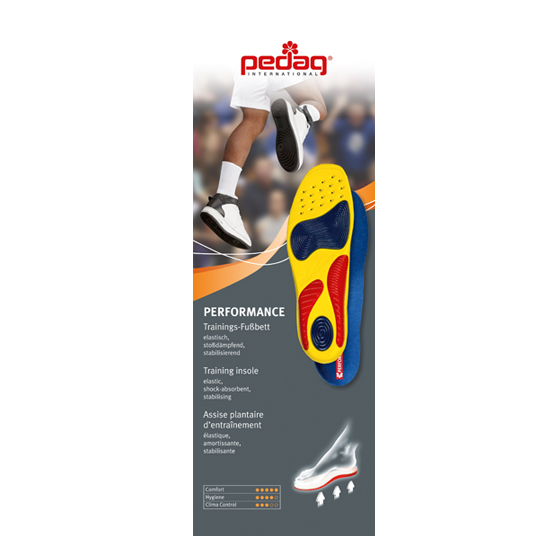 pedag®
INTERNATIONAL
PERFORMANCE
Trainings-Fußbett
elastisch,
stoßdämpfend,
stabilisierend
Training insole
elastic,
shock-absorbent,
stabilising
Assise plantaire
d'entraînement
élastique,
amortissante,
stabilisante
Comfort
Hygiene
Clima Control